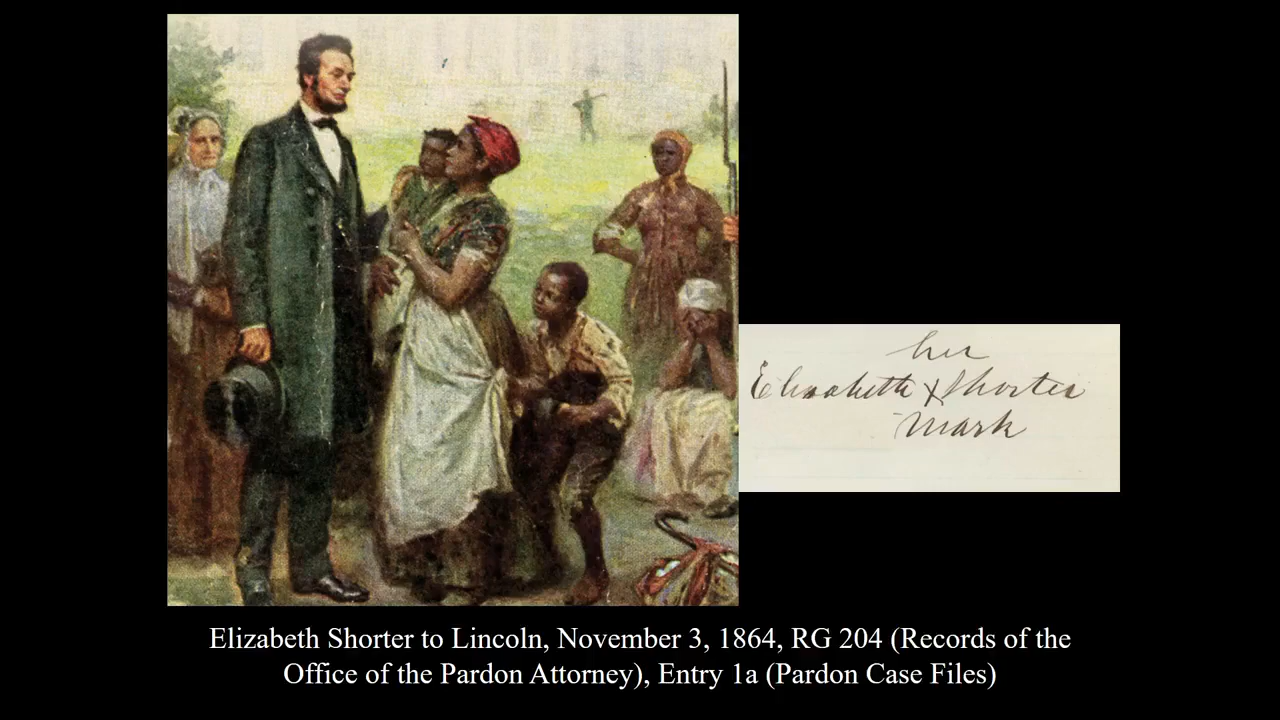 her
Elizabeth X Shorter
Mark
Elizabeth Shorter to Lincoln, November 3, 1864, RG 204 (Records of the
Office of the Pardon Attorney), Entry 1a (Pardon Case Files)